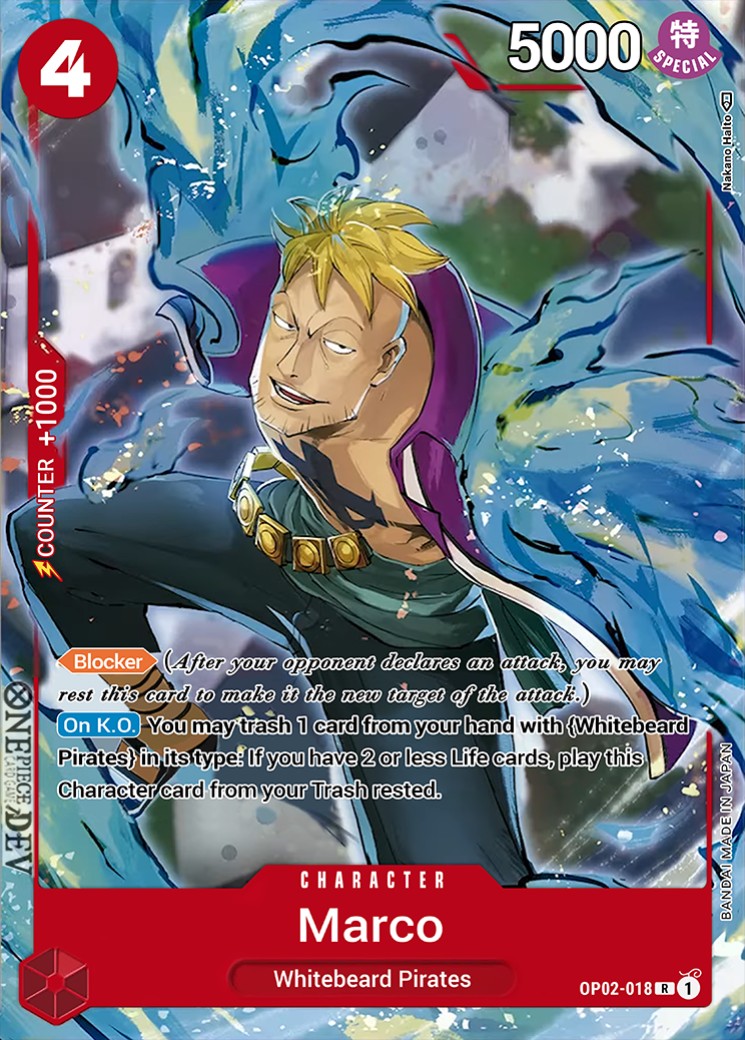 4
5000
特
SPECIAL
Nakano Haito
COUNTER +1000
Blocker (After your opponent declares an attack, you may
rest this card to make it the new target of the attack.)
On K.O. You may trash 1 card from your hand with {Whitebeard
Pirates} in its type: If you have 2 or less Life cards, play this
Character card from your Trash rested.
ONE PIECE
CARD GAME
DEV
BANDAI MADE IN JAPAN
CHARACTER
Marco
Whitebeard Pirates
OP02-018 R 1